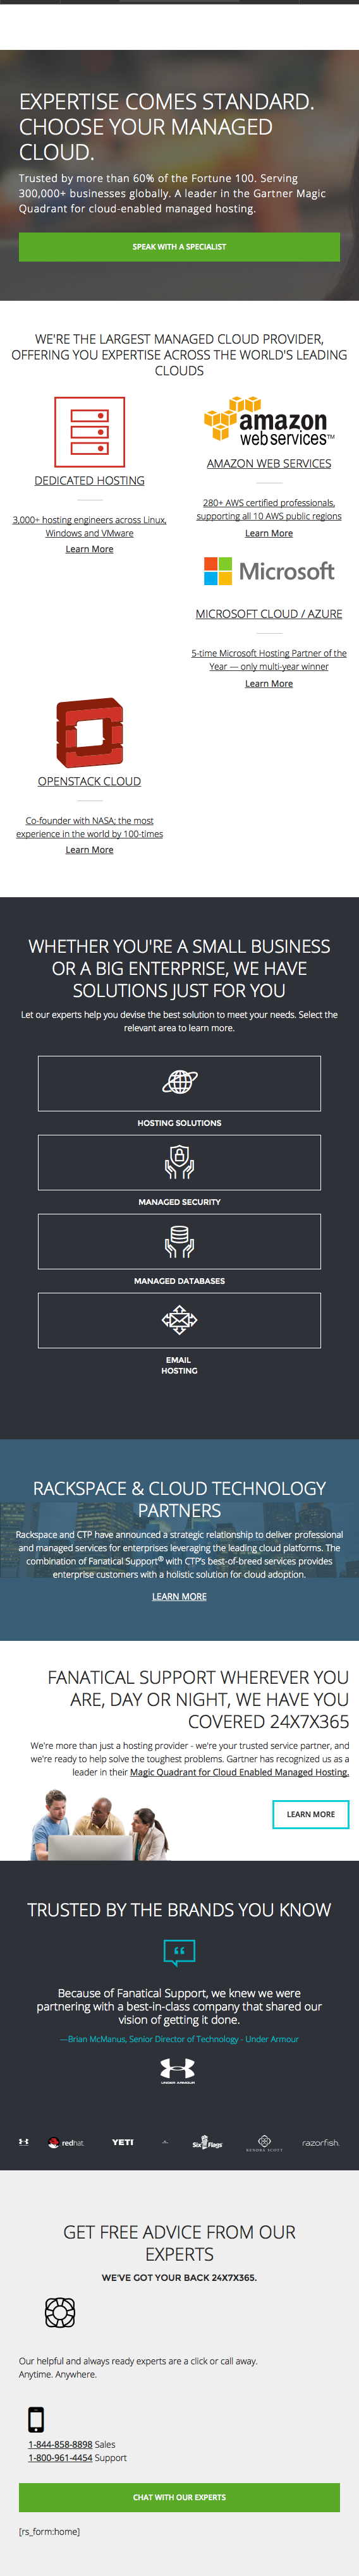 EXPERTISE COMES STANDARD.
CHOOSE YOUR MANAGED
CLOUD.
Trusted by more than 60% of the Fortune 100. Serving
300,000+ businesses globally. A leader in the Gartner Magic
Quadrant for cloud-enabled managed hosting.
SPEAK WITH A SPECIALIST
WE'RE THE LARGEST MANAGED CLOUD PROVIDER,
OFFERING YOU EXPERTISE ACROSS THE WORLD'S LEADING
CLOUDS
DEDICATED HOSTING
3,000+ hosting engineers across Linux,
Windows and VMware
Learn More
amazon
web services™
AMAZON WEB SERVICES
280+ AWS certified professionals,
supporting all 10 AWS public regions
Learn More
Microsoft
MICROSOFT CLOUD / AZURE
5-time Microsoft Hosting Partner of the
Year — only multi-year winner
Learn More
OPENSTACK CLOUD
Co-founder with NASA; the most
experience in the world by 100-times
Learn More
WHETHER YOU'RE A SMALL BUSINESS
OR A BIG ENTERPRISE, WE HAVE
SOLUTIONS JUST FOR YOU
Let our experts help you devise the best solution to meet your needs. Select the
relevant area to learn more.
HOSTING SOLUTIONS
MANAGED SECURITY
MANAGED DATABASES
EMAIL
HOSTING
RACKSPACE & CLOUD TECHNOLOGY
PARTNERS
Rackspace and CTP have announced a strategic relationship to deliver professional
and managed services for enterprises leveraging the leading cloud platforms. The
combination of Fanatical Support® with CTP's best-of-breed services provides
enterprise customers with a holistic solution for cloud adoption.
LEARN MORE
FANATICAL SUPPORT WHEREVER YOU
ARE, DAY OR NIGHT, WE HAVE YOU
COVERED 24X7X365
We're more than just a hosting provider - we're your trusted service partner, and
we're ready to help solve the toughest problems. Gartner has recognized us as a
leader in their Magic Quadrant for Cloud Enabled Managed Hosting.
LEARN MORE
TRUSTED BY THE BRANDS YOU KNOW
Because of Fanatical Support, we knew we were
partnering with a best-in-class company that shared our
vision of getting it done.
—Brian McManus, Senior Director of Technology - Under Armour
UNDER ARMOUR
redhat. YETI Six Flags KENDRA SCOTT razorfish.
GET FREE ADVICE FROM OUR
EXPERTS
WE'VE GOT YOUR BACK 24X7X365.
Our helpful and always ready experts are a click or call away.
Anytime. Anywhere.
1-844-858-8898 Sales
1-800-961-4454 Support
CHAT WITH OUR EXPERTS
[rs_form:home]